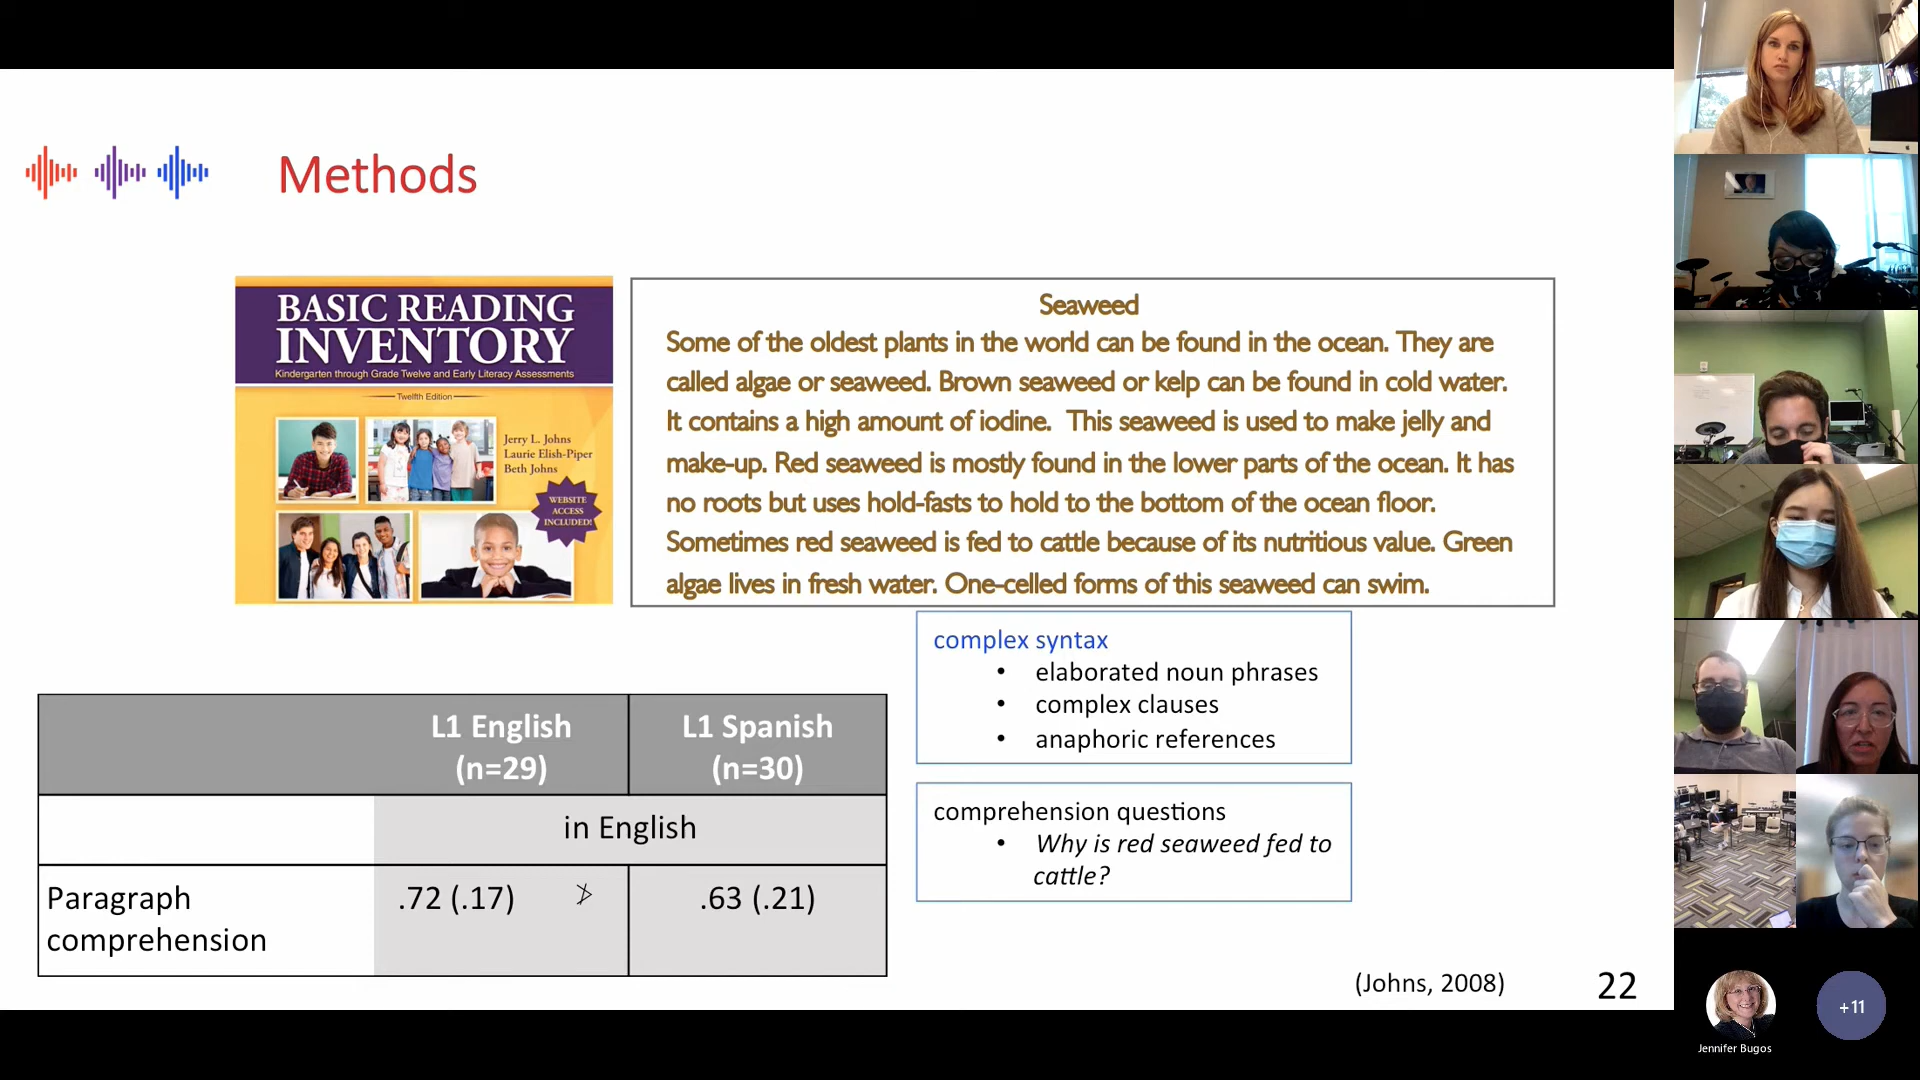 Methods
BASIC READING
INVENTORY
Kindergarten through Grade Twelve and Early Literacy Assessments
Twelfth Edition
Jerry L. Johns
Laurie Elish-Piper
Beth Johns
WEBSITE
ACCESS
INCLUDED!
Seaweed
Some of the oldest plants in the world can be found in the ocean. They are
called algae or seaweed. Brown seaweed or kelp can be found in cold water.
It contains a high amount of iodine. This seaweed is used to make jelly and
make-up. Red seaweed is mostly found in the lower parts of the ocean. It has
no roots but uses hold-fasts to hold to the bottom of the ocean floor.
Sometimes red seaweed is fed to cattle because of its nutritious value. Green
algae lives in fresh water. One-celled forms of this seaweed can swim.
complex syntax
• elaborated noun phrases
• complex clauses
• anaphoric references
comprehension questions
• Why is red seaweed fed to
cattle?
L1 English
(n=29)
L1 Spanish
(n=30)
in English
Paragraph
comprehension
.72 (.17)
.63 (.21)
(Johns, 2008)
22
+11
Jennifer Bugos